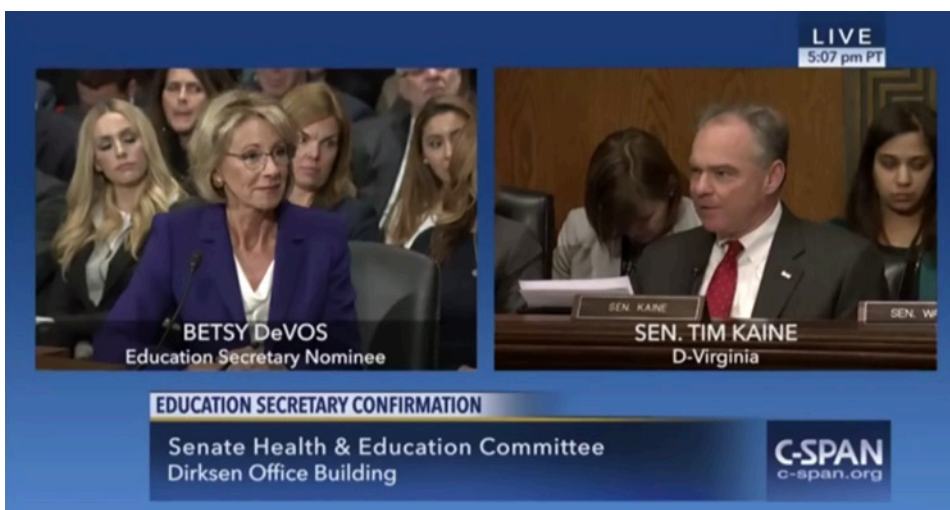 LIVE
5:07 pm PT
SEN. KAINE
SEN. W
BETSY DeVOS
Education Secretary Nominee
SEN. TIM KAINE
D-Virginia
EDUCATION SECRETARY CONFIRMATION
Senate Health & Education Committee
Dirksen Office Building
C-SPAN
c-span.org